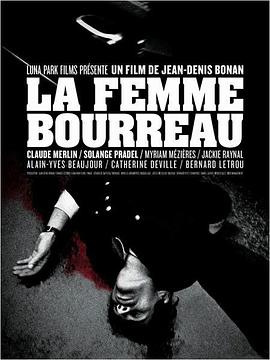 LUNA PARK FILMS PRÉSENTE UN FILM DE JEAN-DENIS BONAN
LA FEMME
BOURREAU
CLAUDE MERLIN / SOLANGE PRADEL / MYRIAM MÉZIÈRES / JACKIE RAYNAL
ALAIN-YVES BEAUJOUR / CATHERINE DEVILLE / BERNARD LETROU